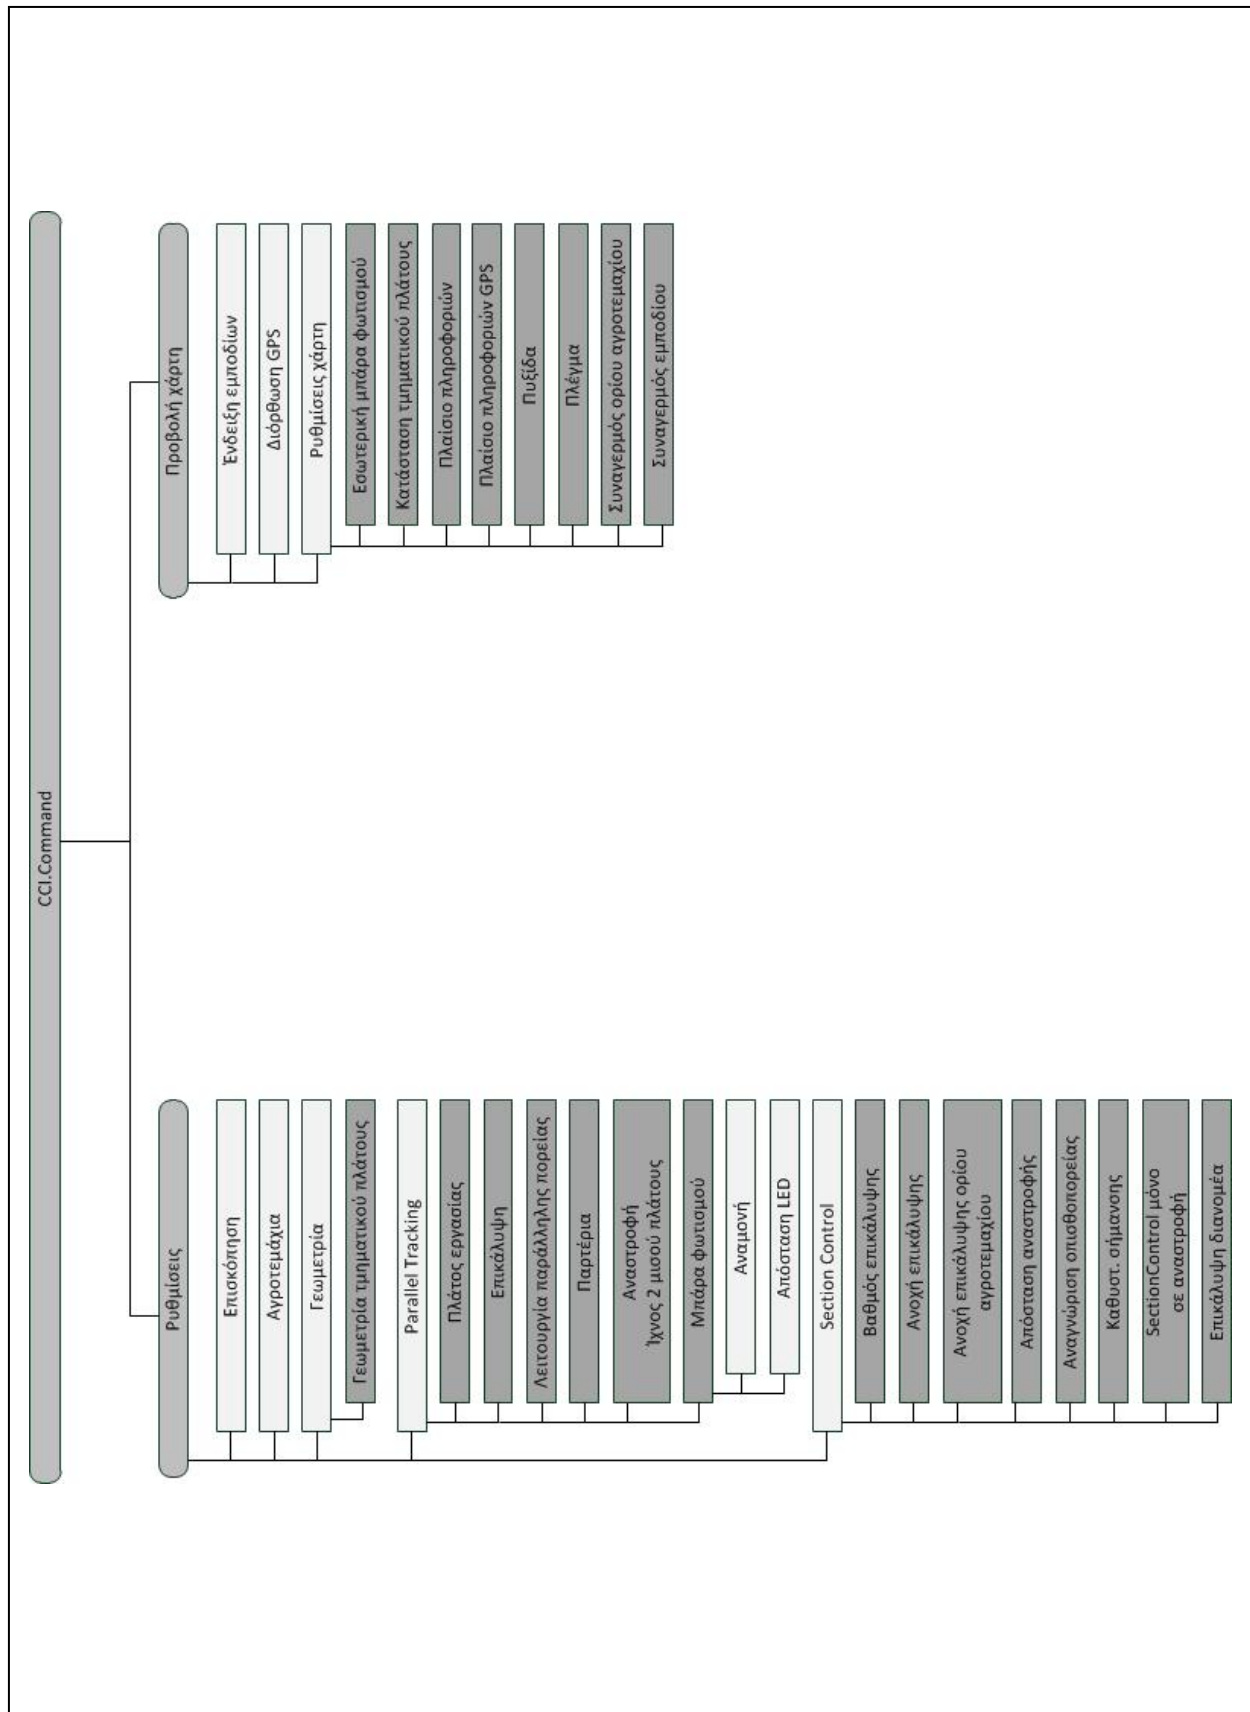 CCI.Command
Ρυθμίσεις
Επισκόπηση
Αγροτεμάχια
Γεωμετρία
Γεωμετρία τμηματικού πλάτους
Parallel Tracking
Πλάτος εργασίας
Επικάλυψη
Λειτουργία παράλληλης πορείας
Παρτέρια
Αναστροφή
Ίχνος 2 μισού πλάτους
Μπάρα φωτισμού
Αναμονή
Απόσταση LED
Section Control
Βαθμός επικάλυψης
Ανοχή επικάλυψης
Ανοχή επικάλυψης ορίου
αγροτεμαχίου
Απόσταση αναστροφής
Αναγνώριση οπισθοπορείας
Καθυστ. σήμανσης
SectionControl μόνο
σε αναστροφή
Επικάλυψη διανομέα
Προβολή χάρτη
Ένδειξη εμποδίων
Διόρθωση GPS
Ρυθμίσεις χάρτη
Εσωτερική μπάρα φωτισμού
Κατάσταση τμηματικού πλάτους
Πλαίσιο πληροφοριών
Πλαίσιο πληροφοριών GPS
Πυξίδα
Πλέγμα
Συναγερμός ορίου αγροτεμαχίου
Συναγερμός εμποδίου